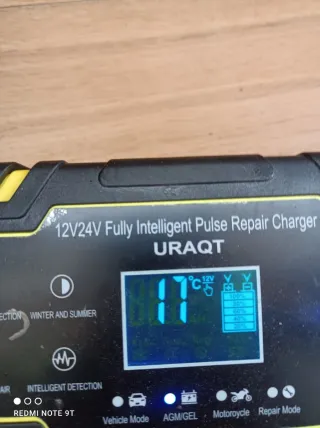 12V24V Fully Intelligent Pulse Repair Charger
URAQT
17°C 12V
V V
+ -
100%
WINTER AND SUMMER
INTELLIGENT DETECTION
Vehicle Mode
AGM/GEL
Motoroycle
Repair Mode
REDMI NOTE 9T